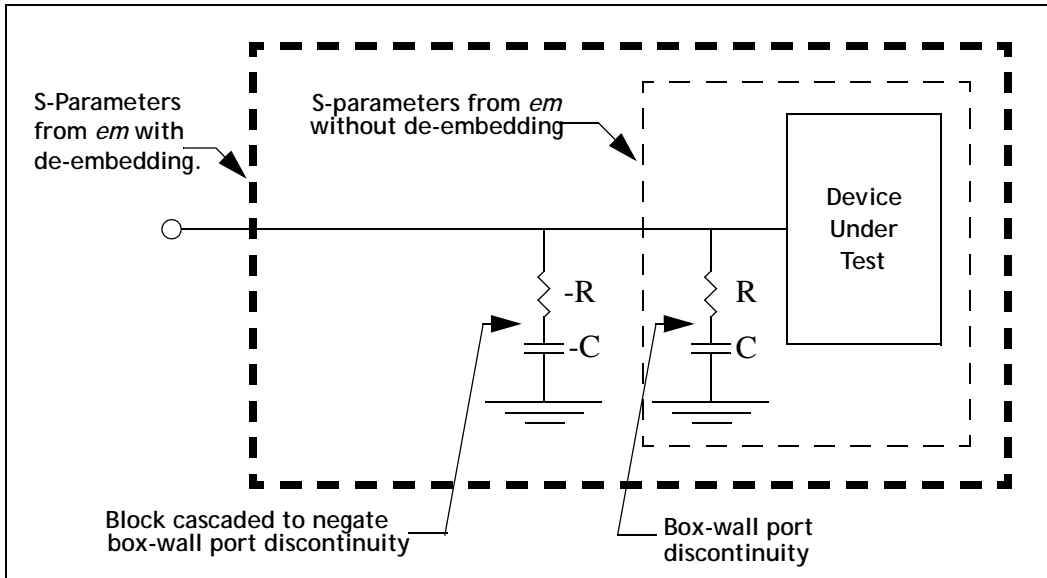 S-Parameters
from em with
de-embedding.
S-parameters from em
without de-embedding
Device
Under
Test
-R
-C
R
C
Block cascaded to negate
box-wall port discontinuity
Box-wall port
discontinuity